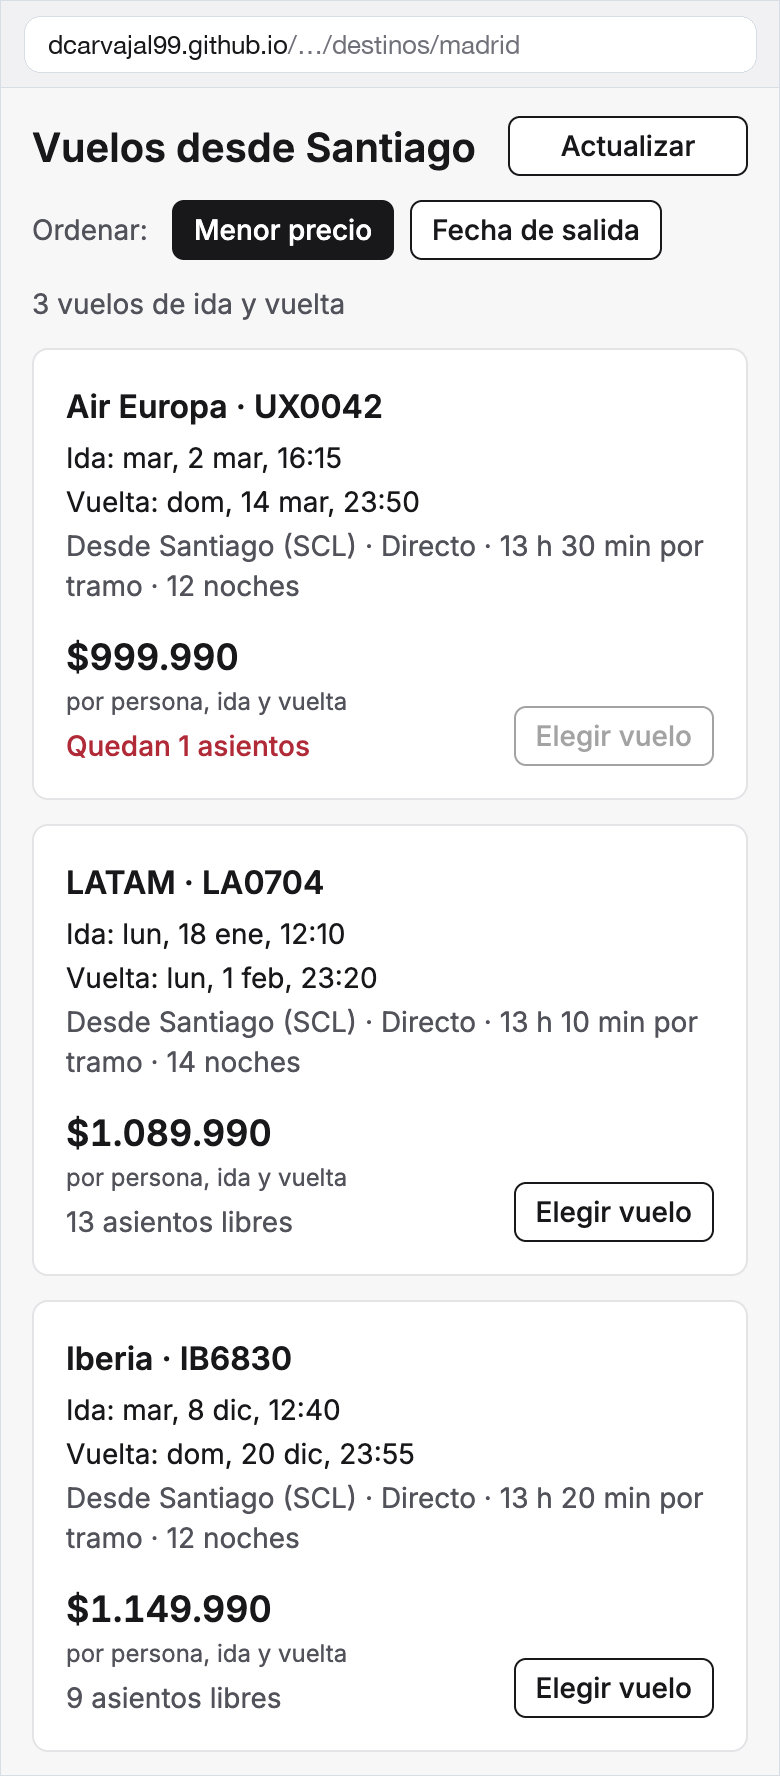 dcarvajal99.github.io/…/destinos/madrid
Vuelos desde Santiago
Actualizar
Ordenar:
Menor precio
Fecha de salida
3 vuelos de ida y vuelta
Air Europa · UX0042
Ida: mar, 2 mar, 16:15
Vuelta: dom, 14 mar, 23:50
Desde Santiago (SCL) · Directo · 13 h 30 min por
tramo · 12 noches
$999.990
por persona, ida y vuelta
Quedan 1 asientos
Elegir vuelo
LATAM · LA0704
Ida: lun, 18 ene, 12:10
Vuelta: lun, 1 feb, 23:20
Desde Santiago (SCL) · Directo · 13 h 10 min por
tramo · 14 noches
$1.089.990
por persona, ida y vuelta
13 asientos libres
Elegir vuelo
Iberia · IB6830
Ida: mar, 8 dic, 12:40
Vuelta: dom, 20 dic, 23:55
Desde Santiago (SCL) · Directo · 13 h 20 min por
tramo · 12 noches
$1.149.990
por persona, ida y vuelta
9 asientos libres
Elegir vuelo